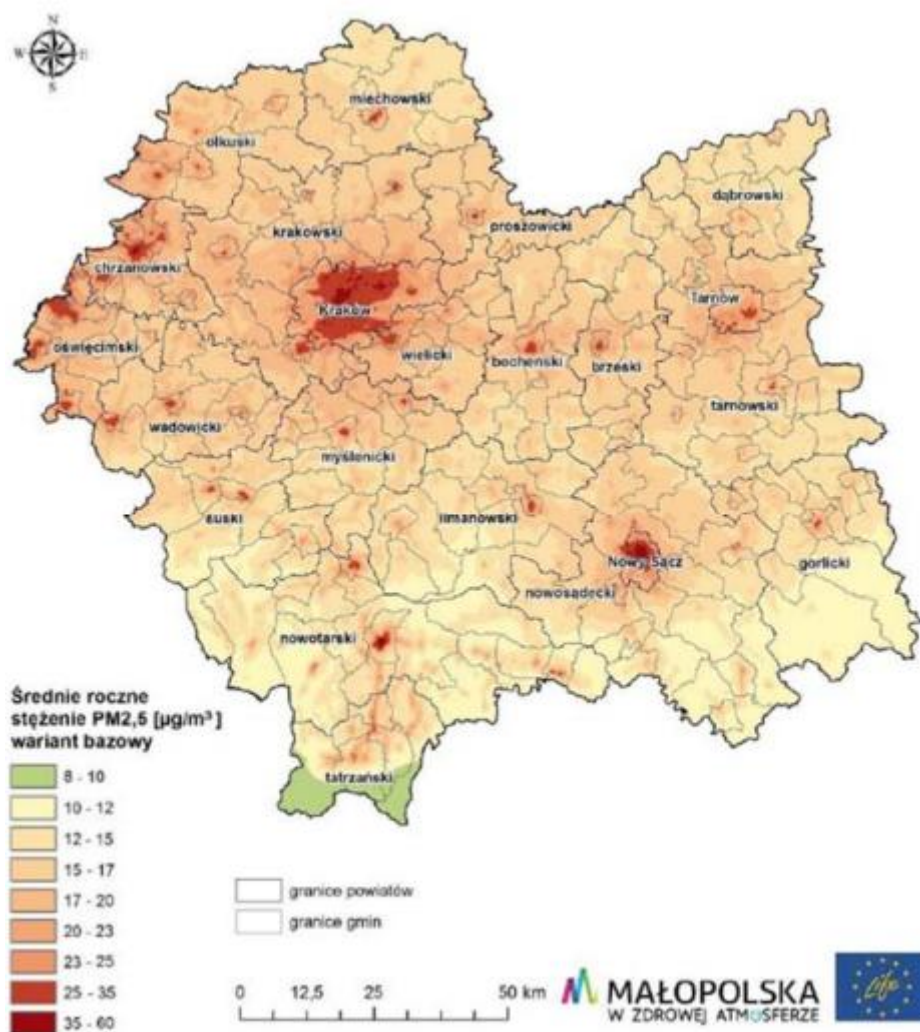 N
W E
S
miechowski
olkuski
dąbrowski
krakowski
proszowicki
chrzanowski
Tarnów
Kraków
oświęcimski
wielicki
bocheński
brzeski
wadowicki
tarnowski
myślenicki
suski
limanowski
Nowy Sącz
gorlicki
nowosądecki
nowotarski
tatrzański
Średnie roczne
stężenie PM2,5 [µg/m³]
wariant bazowy
8 - 10
10 - 12
12 - 15
15 - 17
17 - 20
20 - 23
23 - 25
25 - 35
35 - 60
granice powiatów
granice gmin
0 12,5 25 50 km
MAŁOPOLSKA
W ZDROWEJ ATMOSFERZE
Life